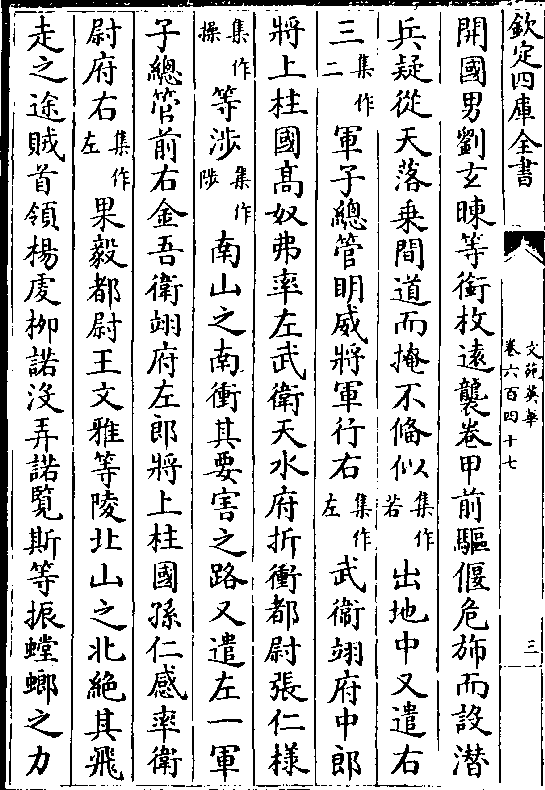 欽定四庫全書
文苑英華
卷六百四十七
三
開國男劉玄暕等銜枚遠襲卷甲前驅偃危斾而設潜
兵疑從天落乗間道而掩不俻似集作若出地中又遣右
三集作二軍子總管明威將軍行右集作左武衛翊府中郎
將上柱國髙奴弗率左武衛天水府折衝都尉張仁様
集作操等涉集作陟南山之南衝其要害之路又遣左一軍
子總管前右金吾衛翊府左郎將上柱國孫仁感率衛
尉府右集作左果毅都尉王文雅等陵北山之北絶其飛
走之途賊首領楊䖍栁諾沒弄諾覧斯等振螳螂之力